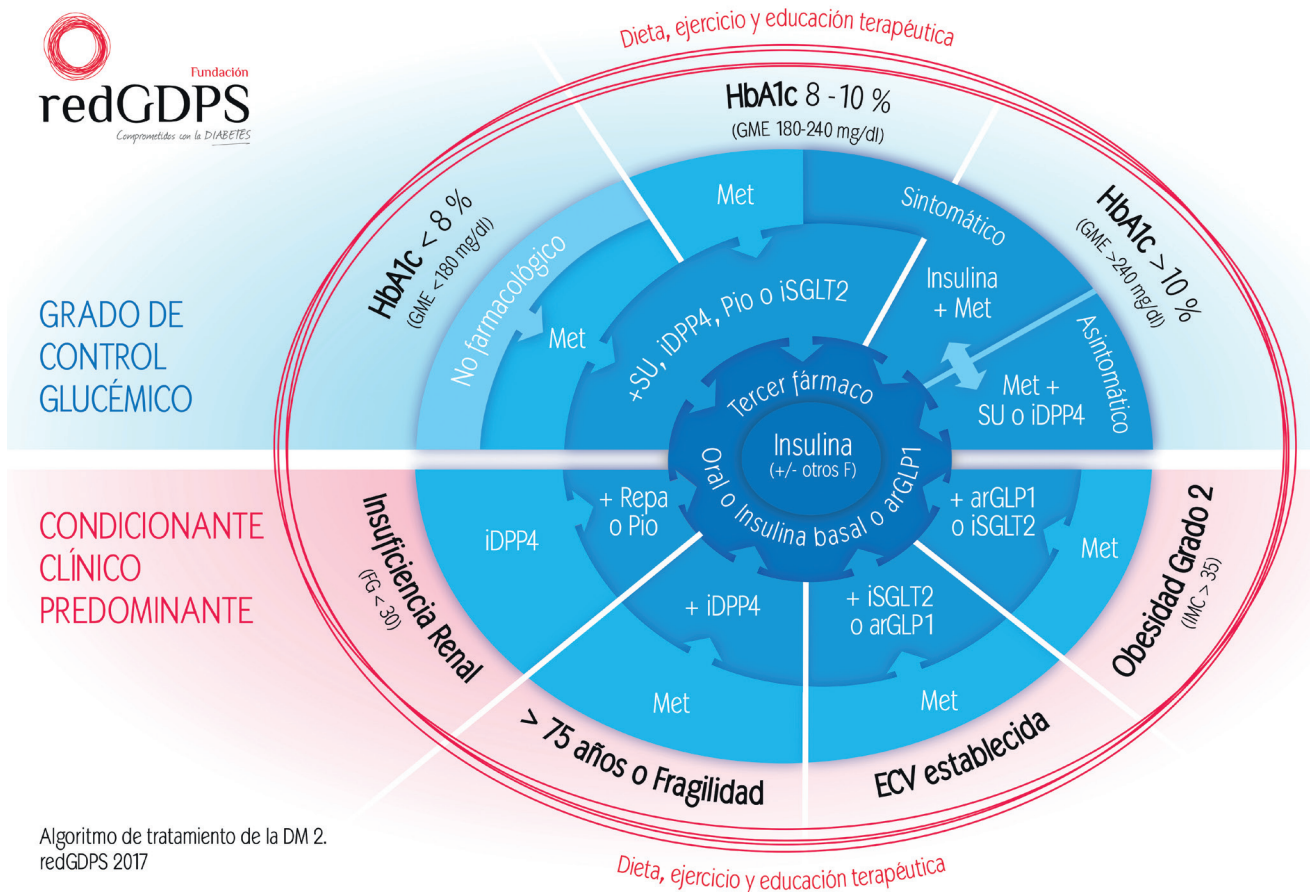 Fundación
redGDPS
Comprometidos con la DIABETES
Dieta, ejercicio y educación terapéutica
GRADO DE
CONTROL
GLUCÉMICO
HbA1c < 8 %
(GME <180 mg/dl)
HbA1c 8 - 10 %
(GME 180-240 mg/dl)
HbA1c > 10 %
(GME >240 mg/dl)
No farmacológico
Met
Met
+SU, iDPP4, Pio o iSGLT2
Sintomático
Insulina
+ Met
Asintomático
Met +
SU o iDPP4
Tercer fármaco
Oral o Insulina basal o arGLP1
Insulina
(+/- otros F)
CONDICIONANTE
CLÍNICO
PREDOMINANTE
Insuficiencia Renal
(FG < 30)
iDPP4
+ Repa
o Pio
> 75 años o Fragilidad
Met
+ iDPP4
ECV establecida
Met
+ iSGLT2
o arGLP1
Obesidad Grado 2
(IMC > 35)
Met
+ arGLP1
o iSGLT2
Dieta, ejercicio y educación terapéutica
Algoritmo de tratamiento de la DM 2.
redGDPS 2017